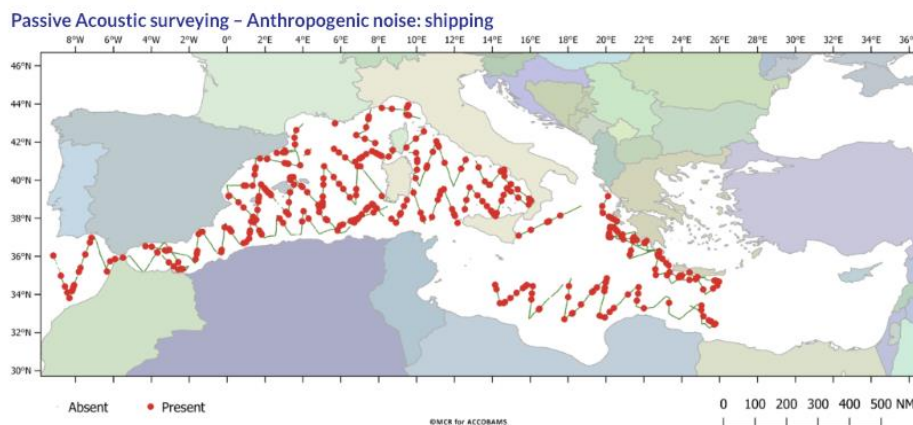 Passive Acoustic surveying – Anthropogenic noise: shipping
8°W 6°W 4°W 2°W 0° 2°E 4°E 6°E 8°E 10°E 12°E 14°E 16°E 18°E 20°E 22°E 24°E 26°E 28°E 30°E 32°E 34°E 36°E
46°N
44°N
42°N
40°N
38°N
36°N
34°N
32°N
30°N
Absent Present 0 100 200 300 400 500 NM
©MCR for ACCOBAMS